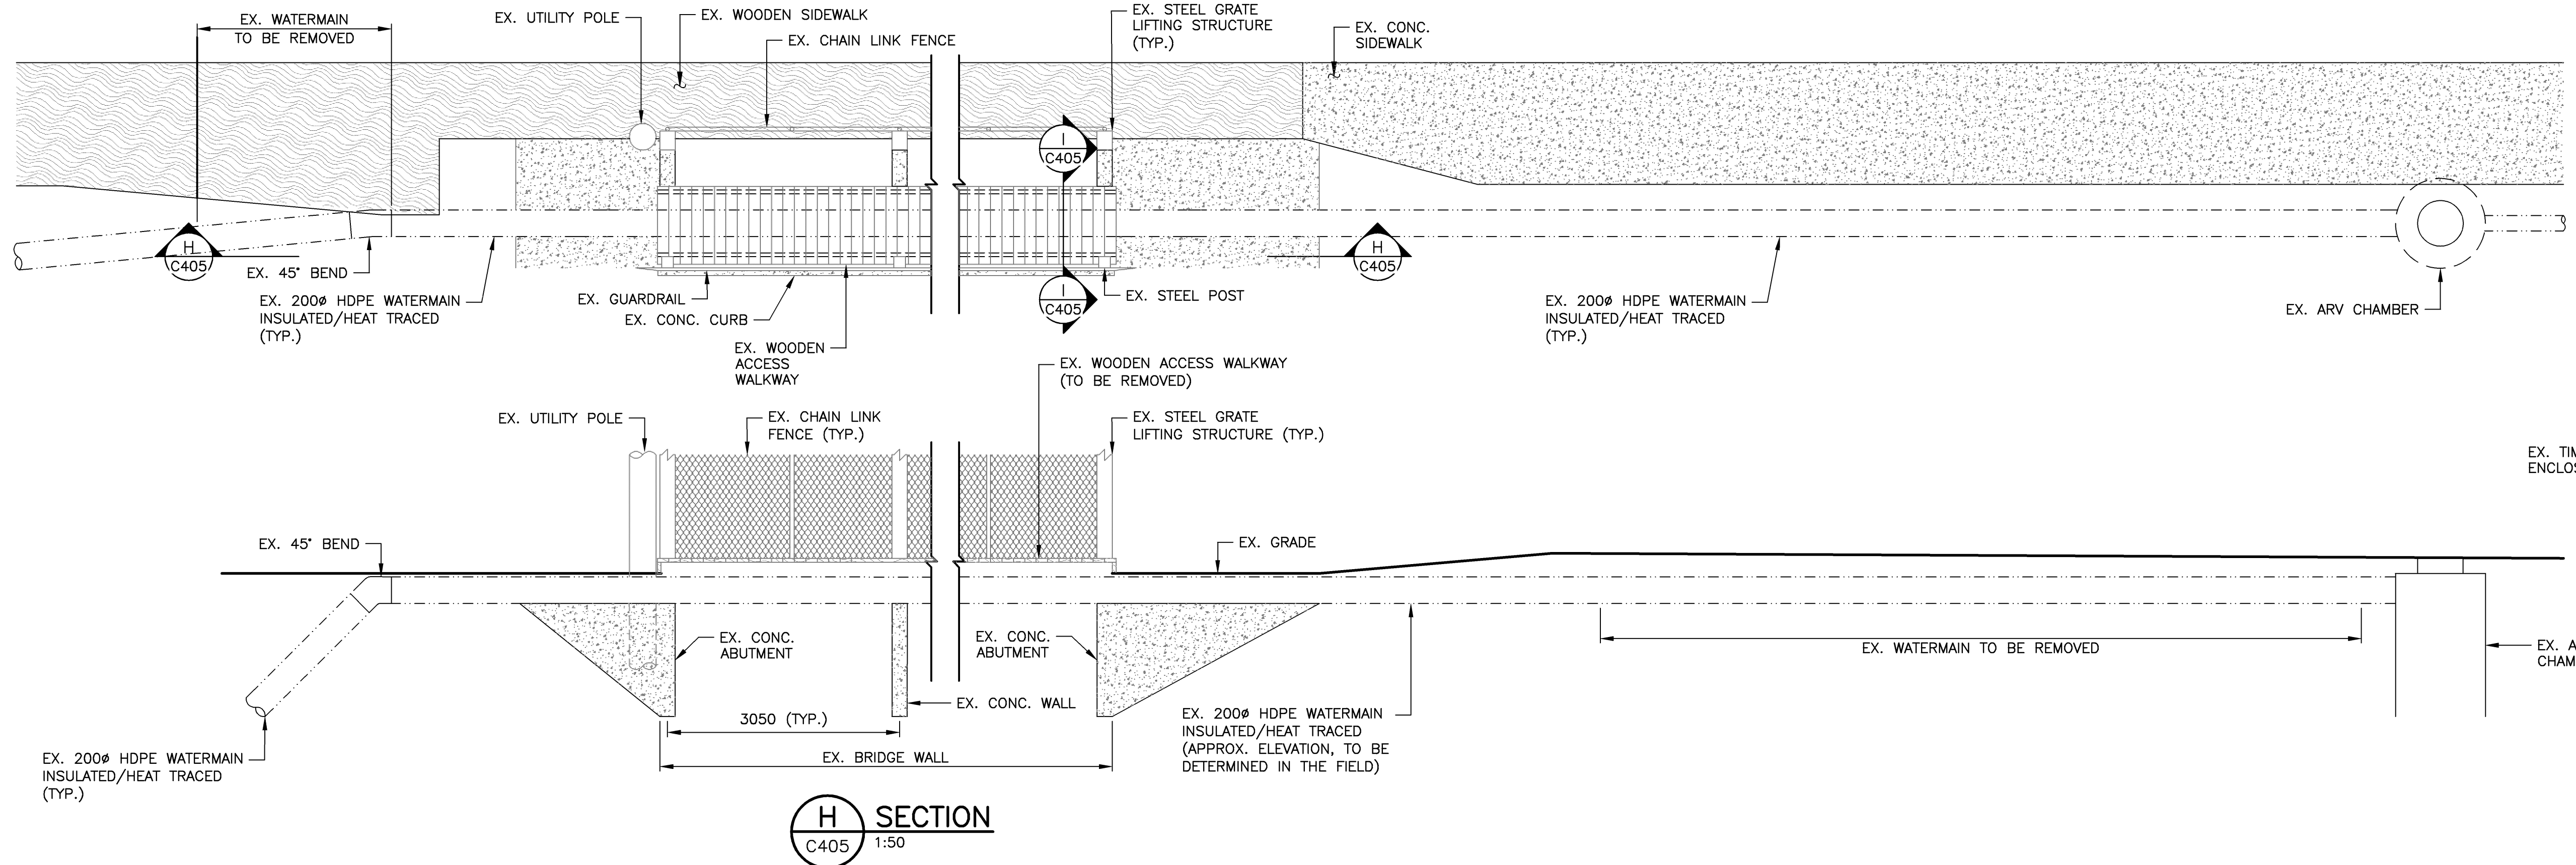 EX. WATERMAIN
TO BE REMOVED
EX. UTILITY POLE
EX. WOODEN SIDEWALK
EX. CHAIN LINK FENCE
EX. STEEL GRATE
LIFTING STRUCTURE
(TYP.)
EX. CONC.
SIDEWALK
I
C405
H
C405
H
C405
I
C405
EX. 45° BEND
EX. 200ø HDPE WATERMAIN
INSULATED/HEAT TRACED
(TYP.)
EX. GUARDRAIL
EX. CONC. CURB
EX. WOODEN
ACCESS
WALKWAY
EX. STEEL POST
EX. 200ø HDPE WATERMAIN
INSULATED/HEAT TRACED
(TYP.)
EX. ARV CHAMBER
EX. WOODEN ACCESS WALKWAY
(TO BE REMOVED)
EX. UTILITY POLE
EX. CHAIN LINK
FENCE (TYP.)
EX. STEEL GRATE
LIFTING STRUCTURE (TYP.)
EX. TIM
ENCLOS
EX. 45° BEND
EX. GRADE
EX. CONC.
ABUTMENT
EX. CONC.
ABUTMENT
EX. WATERMAIN TO BE REMOVED
EX. A
CHAM
EX. CONC. WALL
3050 (TYP.)
EX. BRIDGE WALL
EX. 200ø HDPE WATERMAIN
INSULATED/HEAT TRACED
(APPROX. ELEVATION, TO BE
DETERMINED IN THE FIELD)
EX. 200ø HDPE WATERMAIN
INSULATED/HEAT TRACED
(TYP.)
H
C405
SECTION
1:50